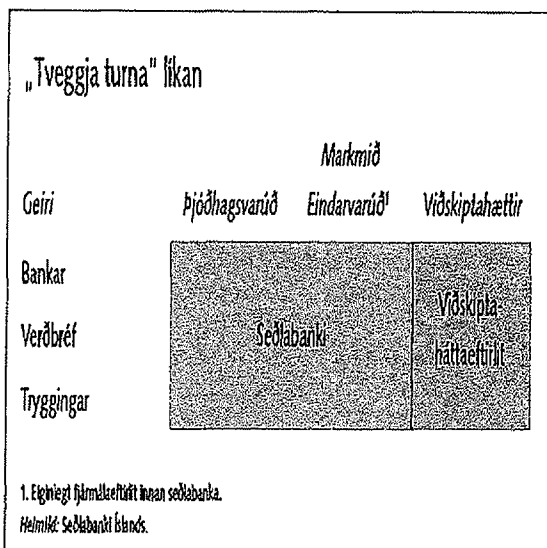 „Tveggja turna" líkan
Markmið
Geiri Þjóðhagsvarúð Eindarvarúð¹ Viðskiptahættir
Bankar
Verðbréf
Tryggingar
Seðlabanki
Viðskipta-
háttaeftirlit
1. Eiginlegt fjármálaeftirlit innan seðlabanka.
Heimild: Seðlabanki Íslands.